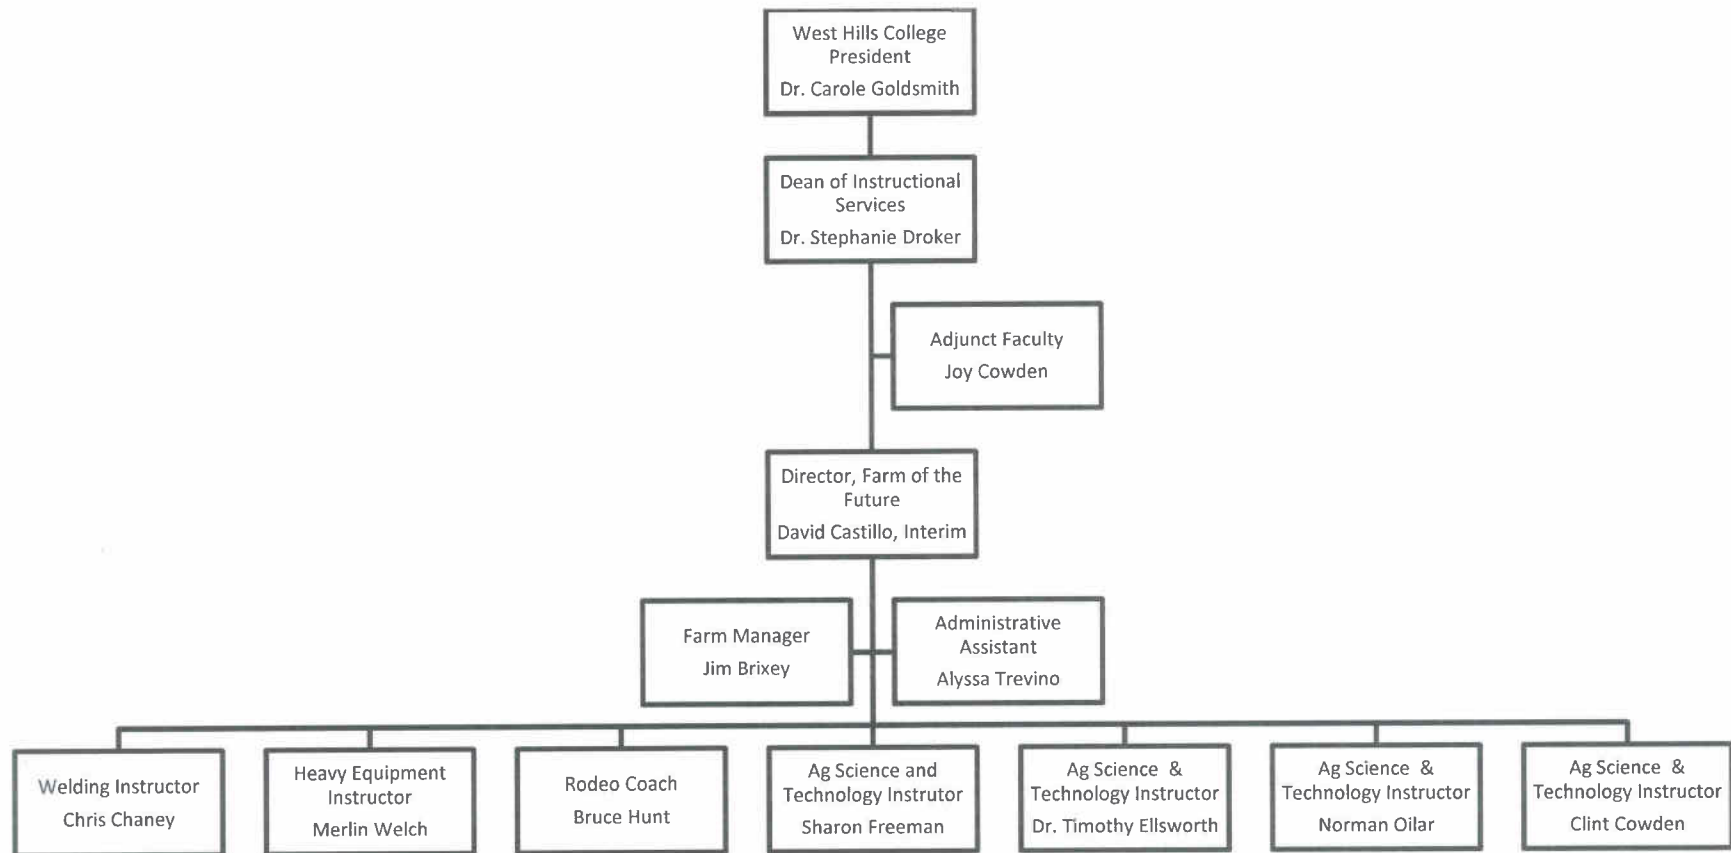 West Hills College
President
Dr. Carole Goldsmith
Dean of Instructional
Services
Dr. Stephanie Droker
Adjunct Faculty
Joy Cowden
Director, Farm of the
Future
David Castillo, Interim
Farm Manager
Jim Brixey
Administrative
Assistant
Alyssa Trevino
Welding Instructor
Chris Chaney
Heavy Equipment
Instructor
Merlin Welch
Rodeo Coach
Bruce Hunt
Ag Science and
Technology Instrutor
Sharon Freeman
Ag Science &
Technology Instructor
Dr. Timothy Ellsworth
Ag Science &
Technology Instructor
Norman Oilar
Ag Science &
Technology Instructor
Clint Cowden